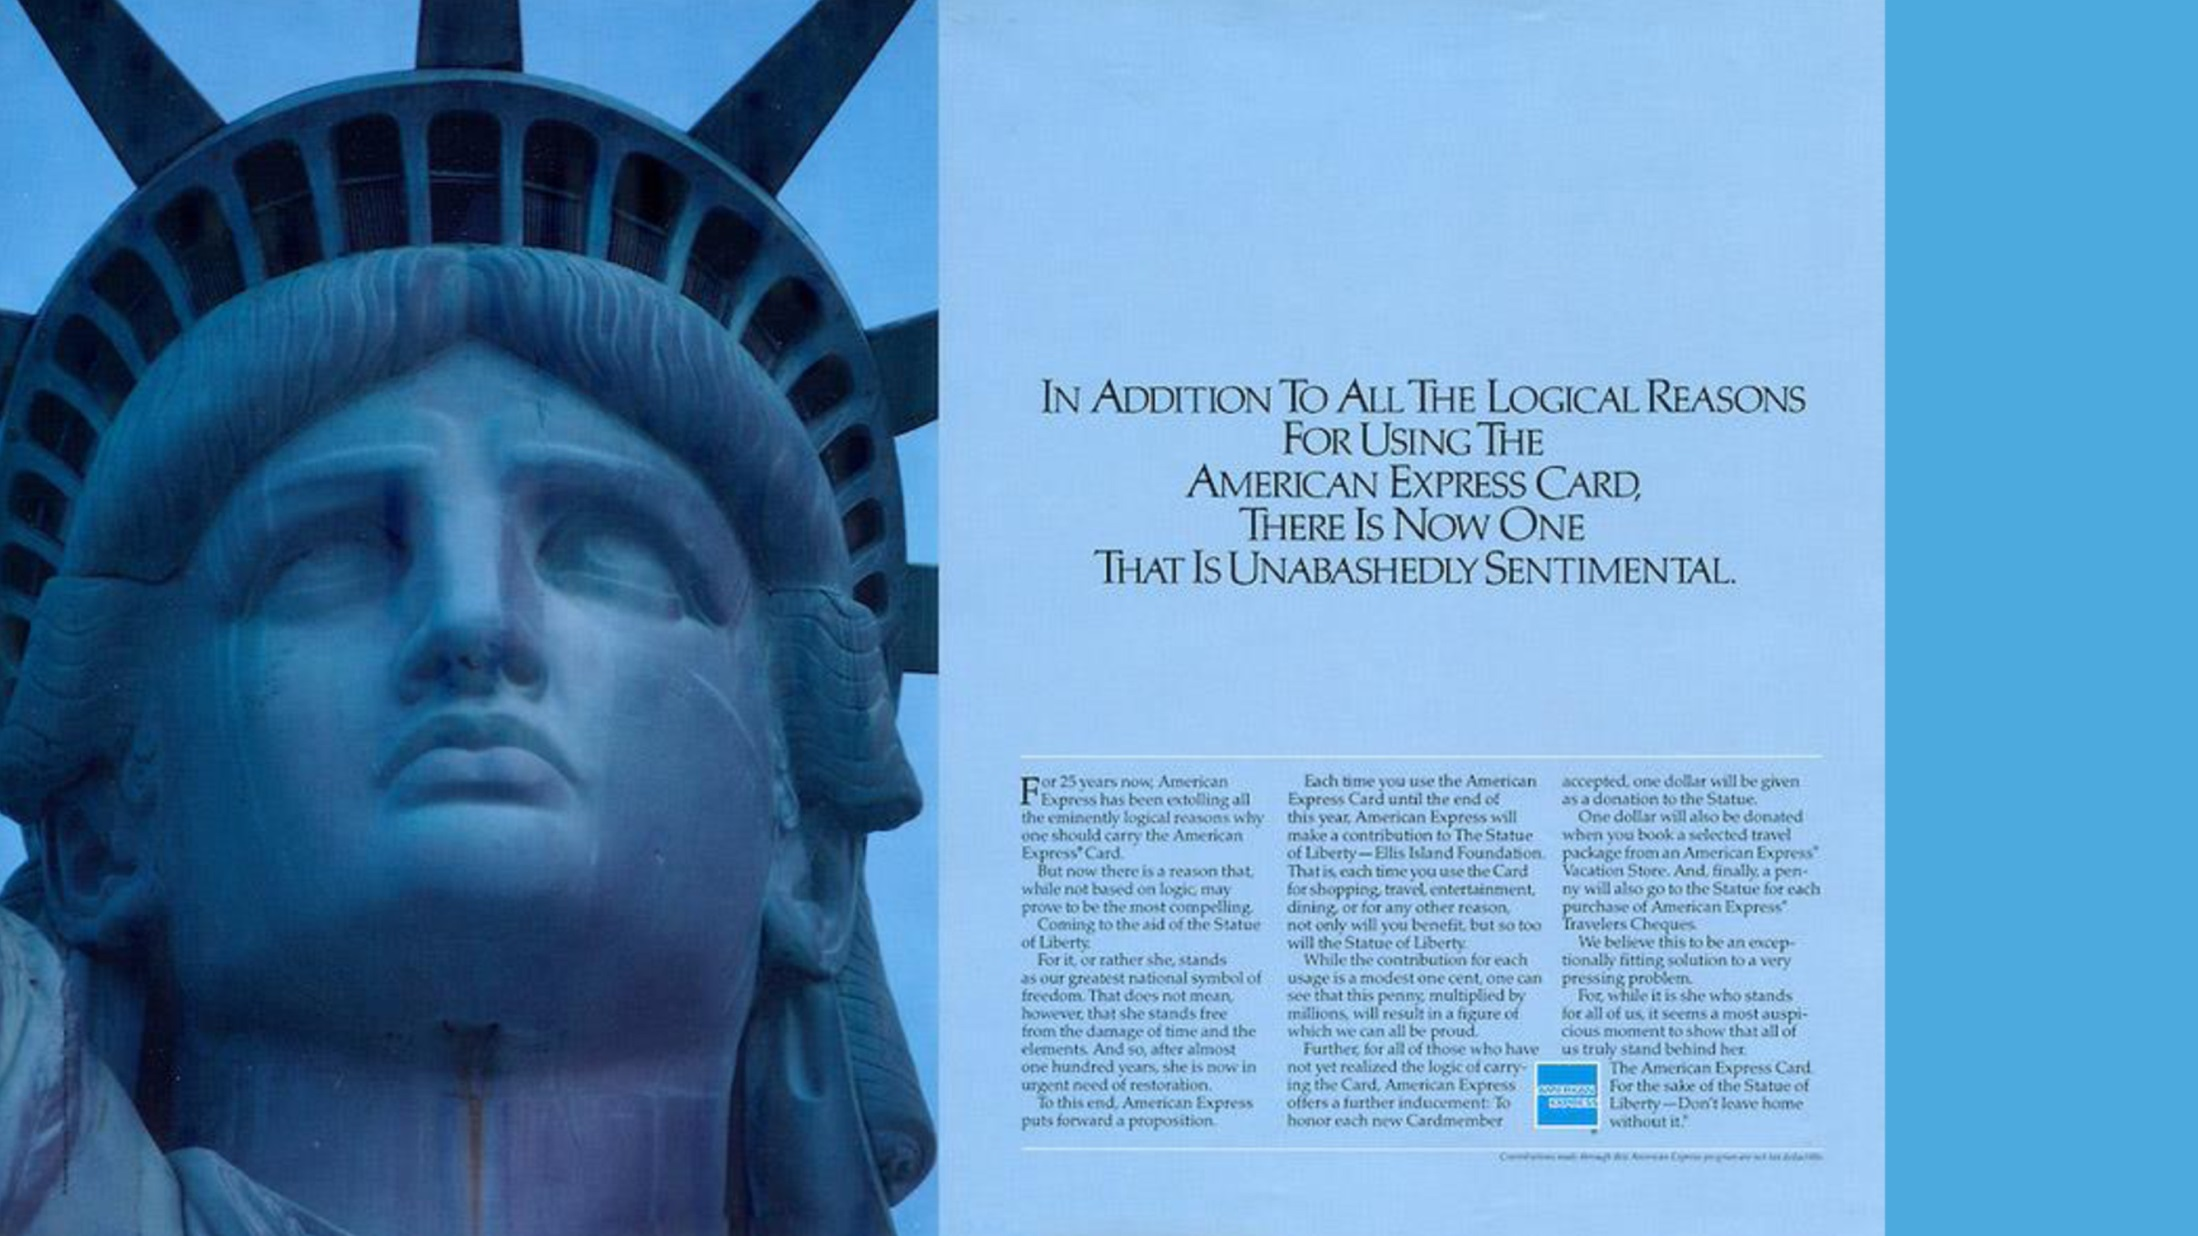 IN ADDITION TO ALL THE LOGICAL REASONS
FOR USING THE
AMERICAN EXPRESS CARD,
THERE IS NOW ONE
THAT IS UNABASHEDLY SENTIMENTAL.
For 25 years now, American
Express has been extolling all
the eminently logical reasons why
one should carry the American
Express® Card.
But now there is a reason that,
while not based on logic, may
prove to be the most compelling.
Coming to the aid of the Statue
of Liberty.
For it, or rather she, stands
as our greatest national symbol of
freedom. That does not mean,
however, that she stands free
from the damage of time and the
elements. And so, after almost
one hundred years, she is now in
urgent need of restoration.
To this end, American Express
puts forward a proposition.
Each time you use the American
Express Card until the end of
this year, American Express will
make a contribution to The Statue
of Liberty—Ellis Island Foundation.
That is, each time you use the Card
for shopping, travel, entertainment,
dining, or for any other reason,
not only will you benefit, but so too
will the Statue of Liberty.
While the contribution for each
usage is a modest one cent, one can
see that this penny, multiplied by
millions, will result in a figure of
which we can all be proud.
Further, for all of those who have
not yet realized the logic of carry-
ing the Card, American Express
offers a further inducement: To
honor each new Cardmember
accepted, one dollar will be given
as a donation to the Statue.
One dollar will also be donated
when you book a selected travel
package from an American Express®
Vacation Store. And, finally, a pen-
ny will also go to the Statue for each
purchase of American Express®
Travelers Cheques.
We believe this to be an excep-
tionally fitting solution to a very
pressing problem.
For, while it is she who stands
for all of us, it seems a most auspi-
cious moment to show that all of
us truly stand behind her.
The American Express Card.
For the sake of the Statue of
Liberty—Don't leave home
without it.®
AMERICAN
EXPRESS
Contributions made through this American Express program are not tax deductible.